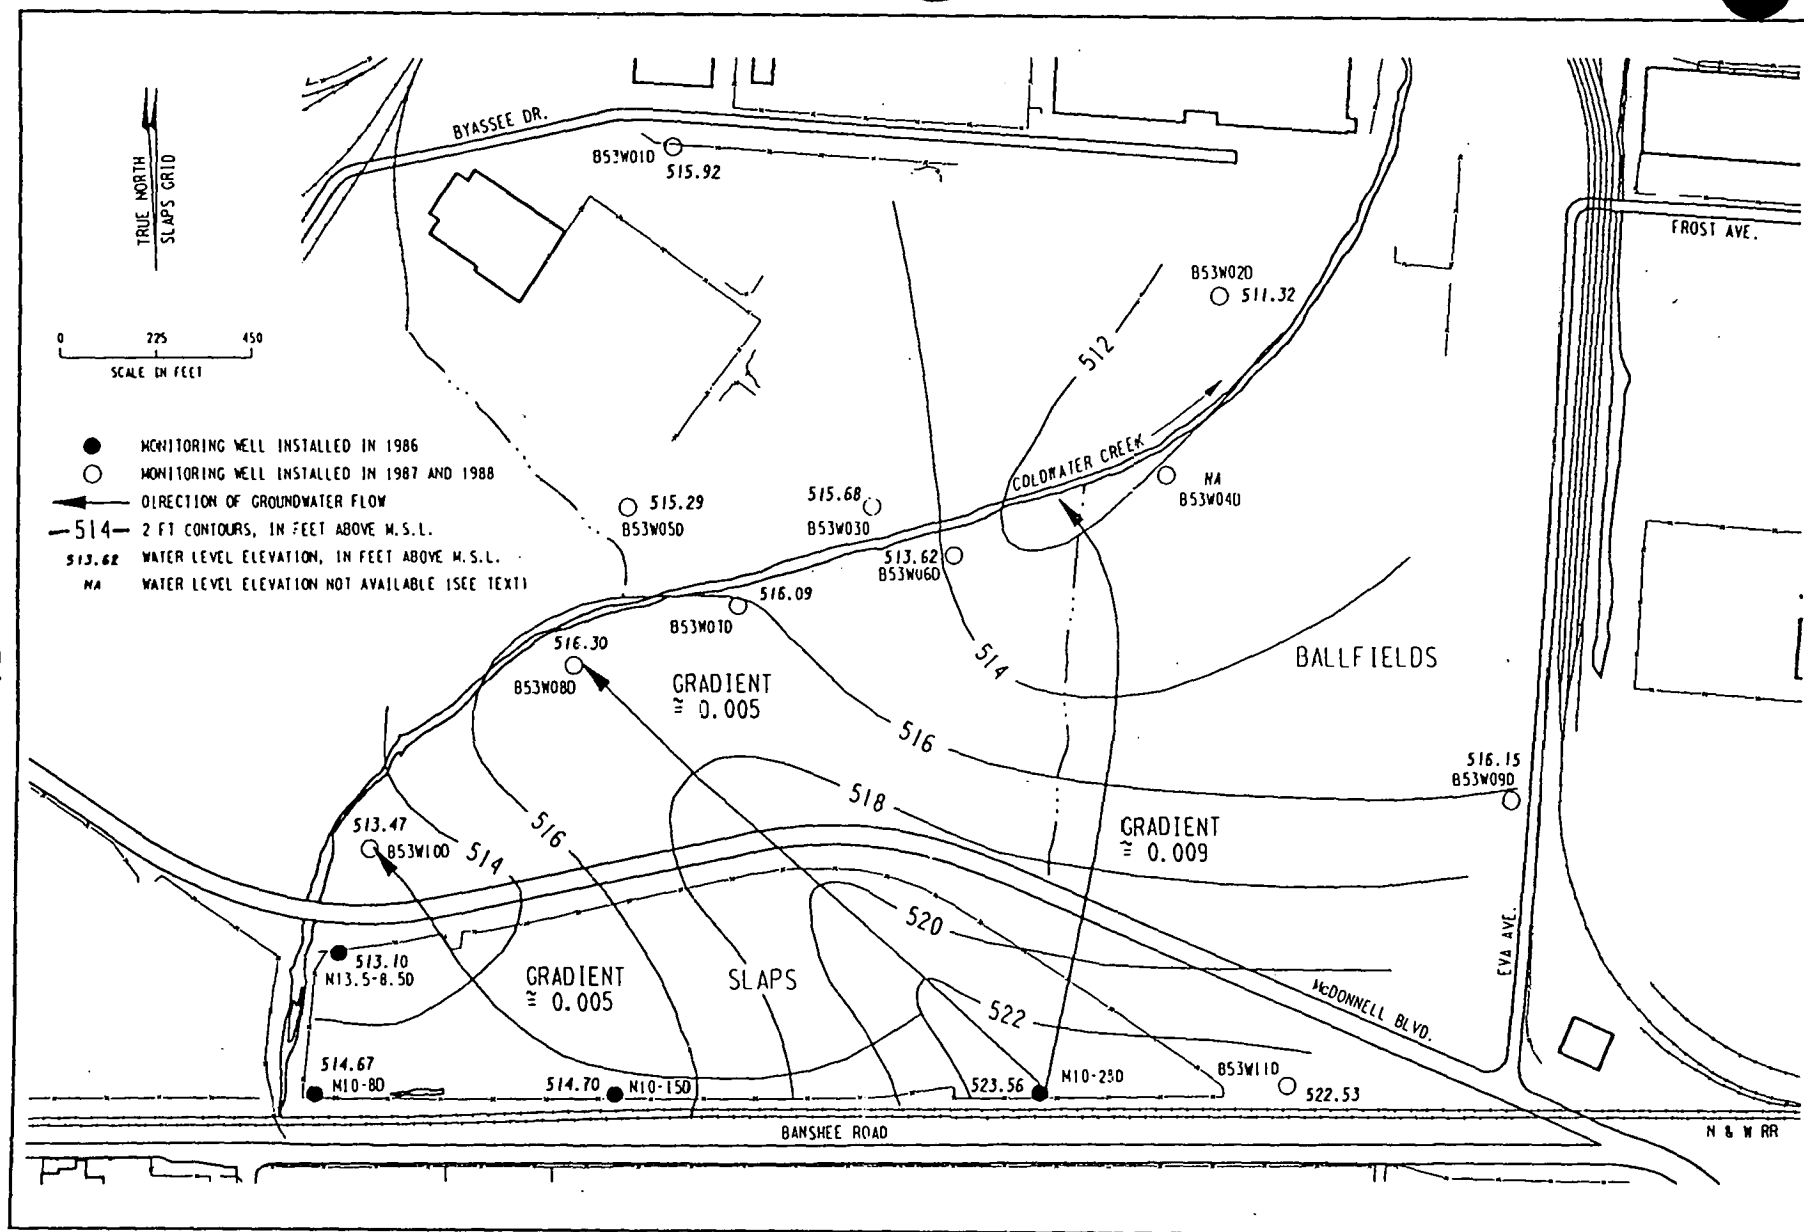 BYASSEE DR.
B53W01D
515.92
TRUE NORTH
SLAPS GRID
FROST AVE.
B53W02D
511.32
0 225 450
SCALE IN FEET
512
MONITORING WELL INSTALLED IN 1986
MONITORING WELL INSTALLED IN 1987 AND 1988
DIRECTION OF GROUNDWATER FLOW
514 2 FT CONTOURS, IN FEET ABOVE M.S.L.
513.62 WATER LEVEL ELEVATION, IN FEET ABOVE M.S.L.
NA WATER LEVEL ELEVATION NOT AVAILABLE (SEE TEXT)
COLDWATER CREEK
NA
B53W04D
515.29
B53W05D
515.68
B53W03D
513.62
B53W06D
516.09
B53W07D
516.30
B53W08D
GRADIENT
≅ 0.005
514
BALLFIELDS
516
516.15
B53W09D
518
GRADIENT
≅ 0.009
513.47
B53W10D
514
516
520
EVA AVE.
513.10
N13.5-8.5D
GRADIENT
≅ 0.005
SLAPS
522
McDONNELL BLVD.
514.67
N10-8D
514.70
N10-15D
523.56
N10-25D
B53W11D
522.53
BANSHEE ROAD
N & W RR